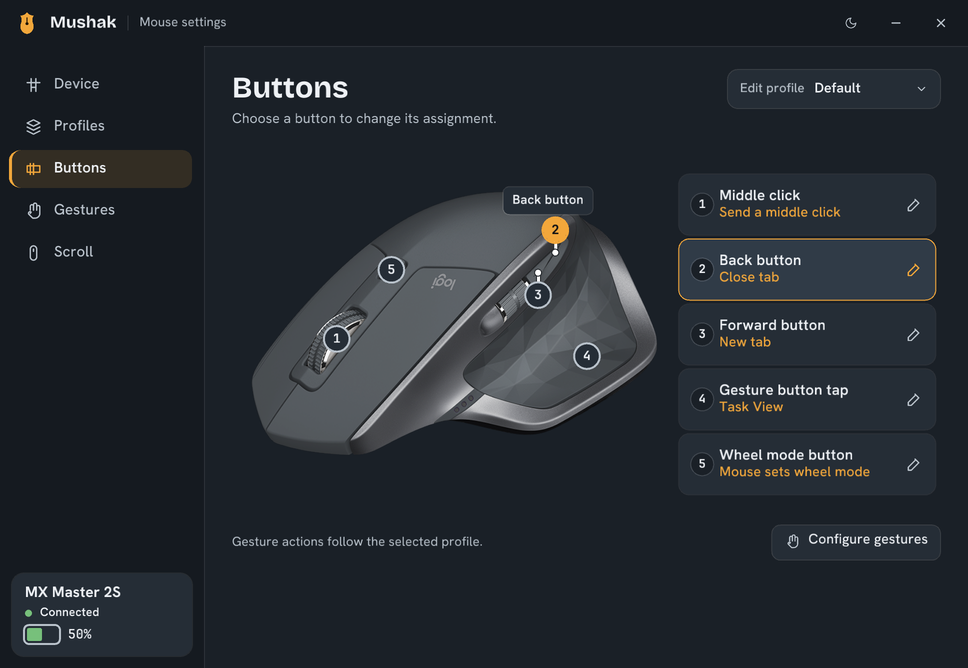 Mushak
Mouse settings
Device
Profiles
Buttons
Gestures
Scroll
MX Master 2S
Connected
50%
Buttons
Choose a button to change its assignment.
Edit profile Default
Back button
2
5
logi
3
1
4
1
Middle click
Send a middle click
2
Back button
Close tab
3
Forward button
New tab
4
Gesture button tap
Task View
5
Wheel mode button
Mouse sets wheel mode
Gesture actions follow the selected profile.
Configure gestures